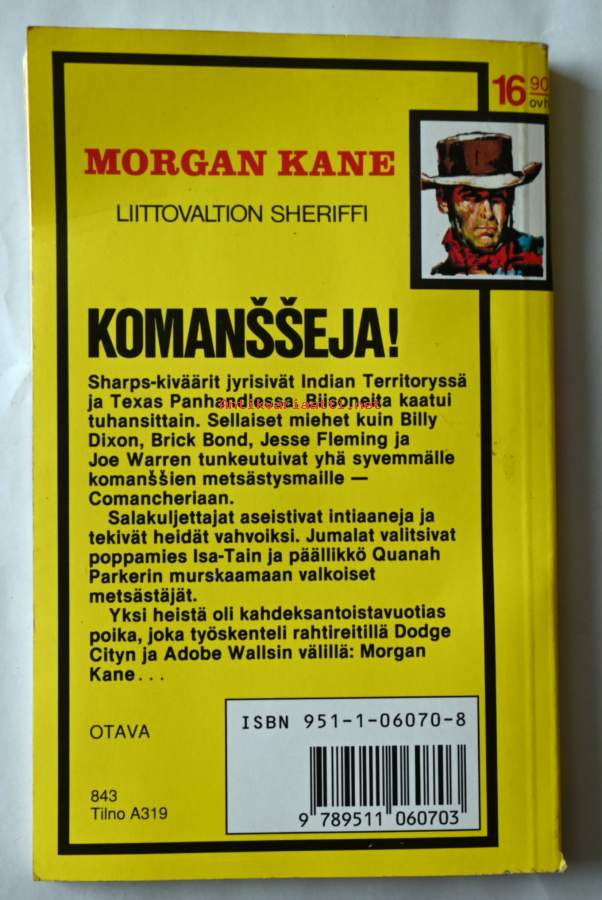 16 90
ovh
MORGAN KANE
LIITTOVALTION SHERIFFI
KOMANŠŠEJA!
Sharps-kiväärit jyrisivät Indian Territoryssä
ja Texas Panhandlessa. Biisoneita kaatui
Antikvariaatti.net
tuhansittain. Sellaiset miehet kuin Billy
Dixon, Brick Bond, Jesse Fleming ja
Joe Warren tunkeutuivat yhä syvemmälle
komanššien metsästysmaille —
Comancheriaan.
Salakuljettajat aseistivat intiaaneja ja
tekivät heidät vahvoiksi. Jumalat valitsivat
poppamies Isa-Tain ja päällikkö Quanah
Parkerin murskaamaan valkoiset
metsästäjät.
Yksi heistä oli kahdeksantoistavuotias
poika, joka työskenteli rahtireitillä Dodge
Cityn ja Adobe Wallsin välillä: Morgan
Kane...
OTAVA
843
Tilno A319
ISBN 951-1-06070-8
9 789511 060703